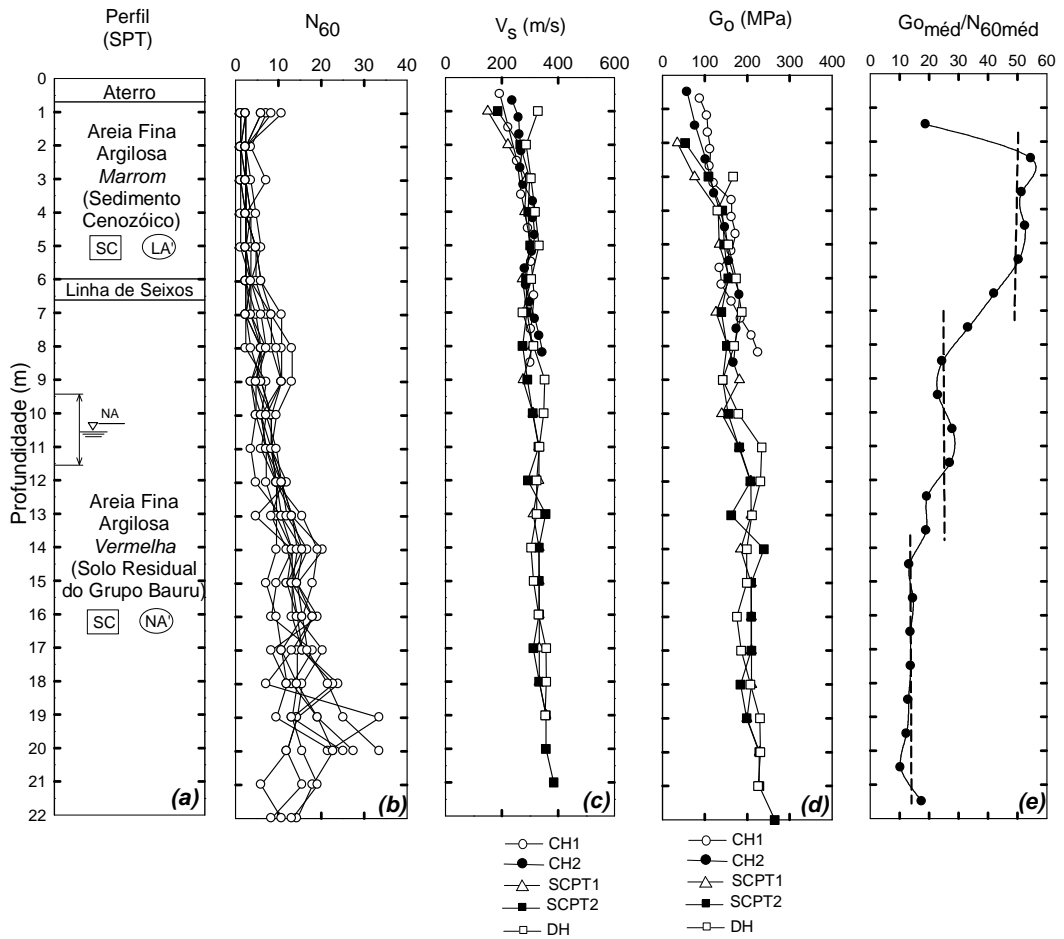 Perfil
(SPT)
N60
Vs (m/s)
Go (MPa)
Goméd/N60méd
0 10 20 30 40
0 200 400 600
0 100 200 300 400
0 10 20 30 40 50 60
Profundidade (m)
0
1
2
3
4
5
6
7
8
9
10
11
12
13
14
15
16
17
18
19
20
21
22
Aterro
Areia Fina
Argilosa
Marrom
(Sedimento
Cenozóico)
SC LA'
Linha de Seixos
NA
Areia Fina
Argilosa
Vermelha
(Solo Residual
do Grupo Bauru)
SC NA'
(a)
(b)
(c)
(d)
(e)
CH1
CH2
SCPT1
SCPT2
DH
CH1
CH2
SCPT1
SCPT2
DH